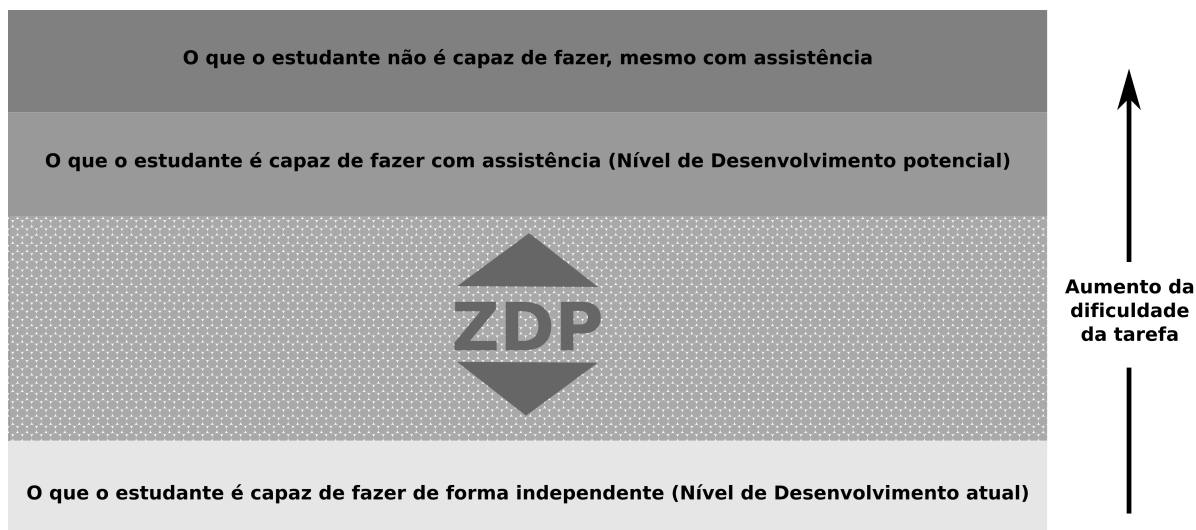 O que o estudante não é capaz de fazer, mesmo com assistência
O que o estudante é capaz de fazer com assistência (Nível de Desenvolvimento potencial)
ZDP
O que o estudante é capaz de fazer de forma independente (Nível de Desenvolvimento atual)
Aumento da
dificuldade
da tarefa